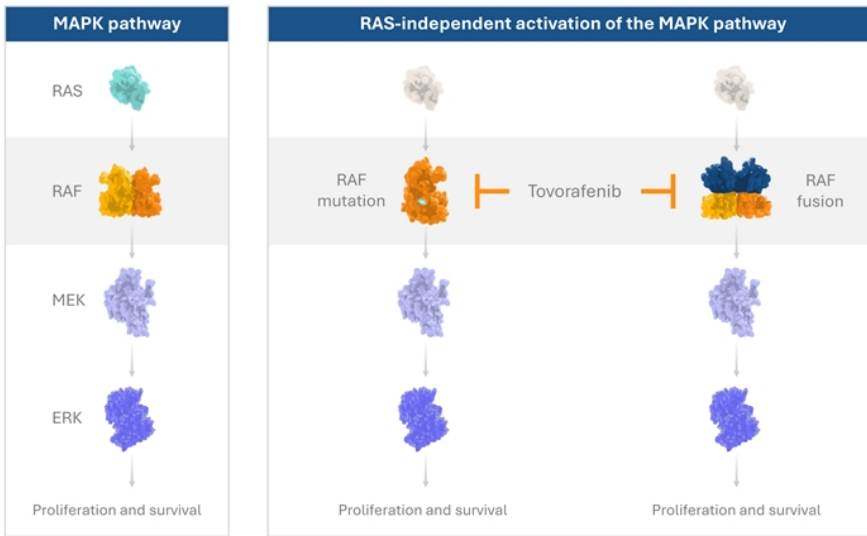 MAPK pathway
RAS
RAF
MEK
ERK
Proliferation and survival
RAS-independent activation of the MAPK pathway
RAF
mutation
Tovorafenib
RAF
fusion
Proliferation and survival
Proliferation and survival